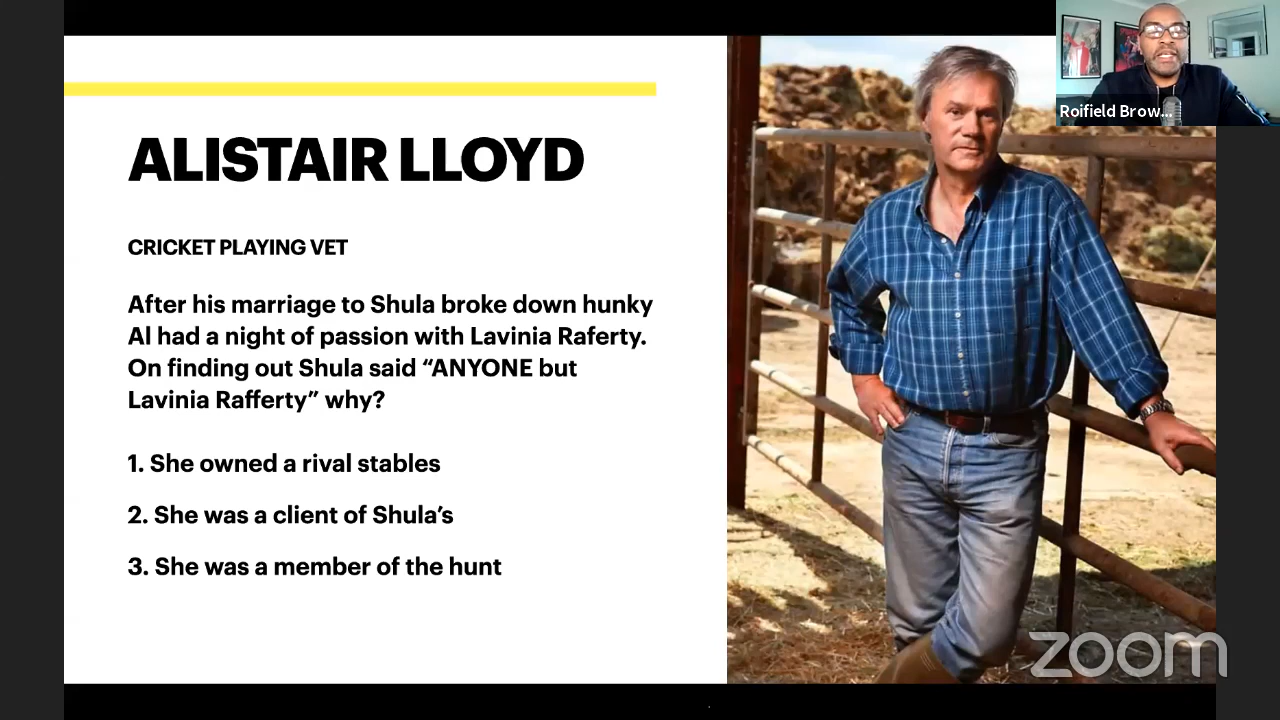 ALISTAIR LLOYD
CRICKET PLAYING VET
After his marriage to Shula broke down hunky
Al had a night of passion with Lavinia Raferty.
On finding out Shula said “ANYONE but
Lavinia Rafferty” why?
1. She owned a rival stables
2. She was a client of Shula’s
3. She was a member of the hunt
Roifield Brow...
zoom